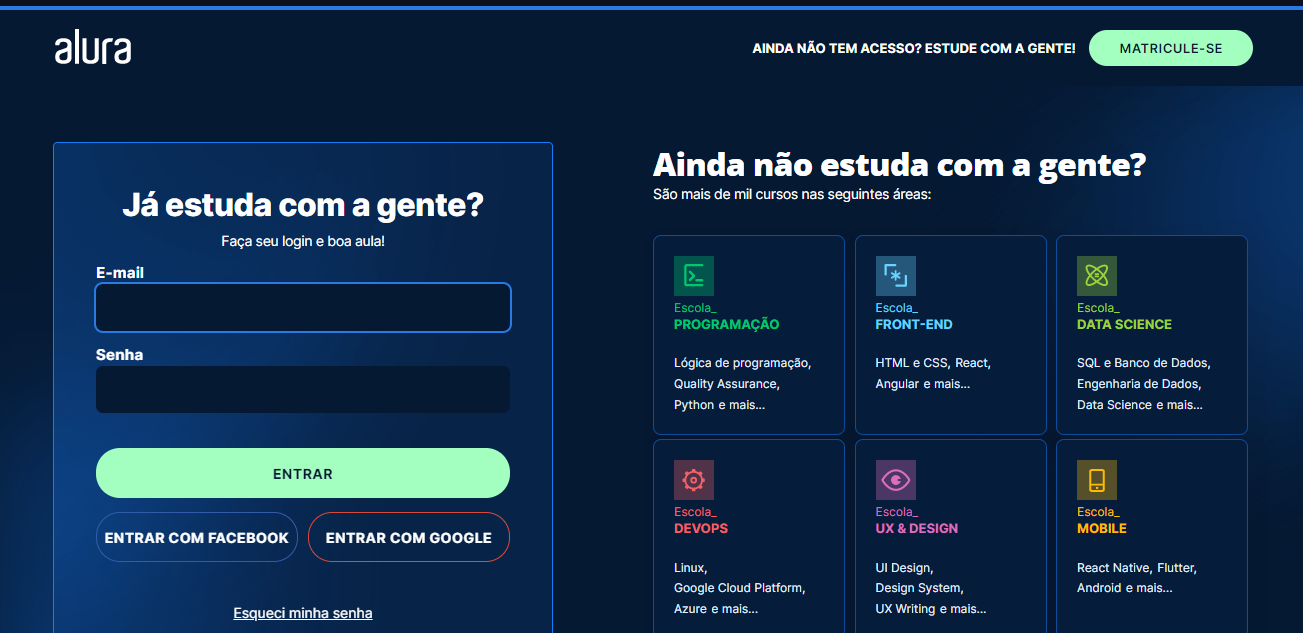 alura
AINDA NÃO TEM ACESSO? ESTUDE COM A GENTE!
MATRICULE-SE
Já estuda com a gente?
Faça seu login e boa aula!
E-mail
Senha
ENTRAR
ENTRAR COM FACEBOOK
ENTRAR COM GOOGLE
Esqueci minha senha
Ainda não estuda com a gente?
São mais de mil cursos nas seguintes áreas:
Escola_
PROGRAMAÇÃO
Lógica de programação,
Quality Assurance,
Python e mais...
Escola_
FRONT-END
HTML e CSS, React,
Angular e mais...
Escola_
DATA SCIENCE
SQL e Banco de Dados,
Engenharia de Dados,
Data Science e mais...
Escola_
DEVOPS
Linux,
Google Cloud Platform,
Azure e mais...
Escola_
UX & DESIGN
UI Design,
Design System,
UX Writing e mais...
Escola_
MOBILE
React Native, Flutter,
Android e mais...